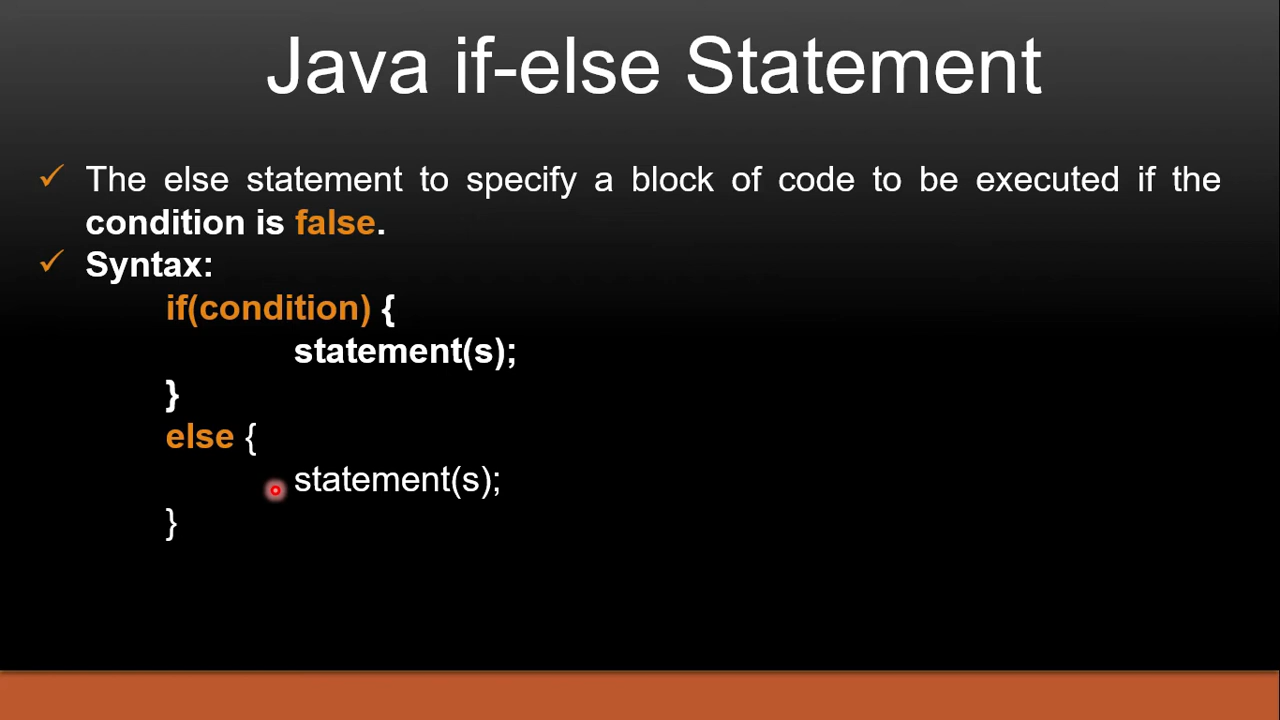 Java if-else Statement
The else statement to specify a block of code to be executed if the
condition is false.
Syntax:
if(condition) {
statement(s);
}
else {
statement(s);
}